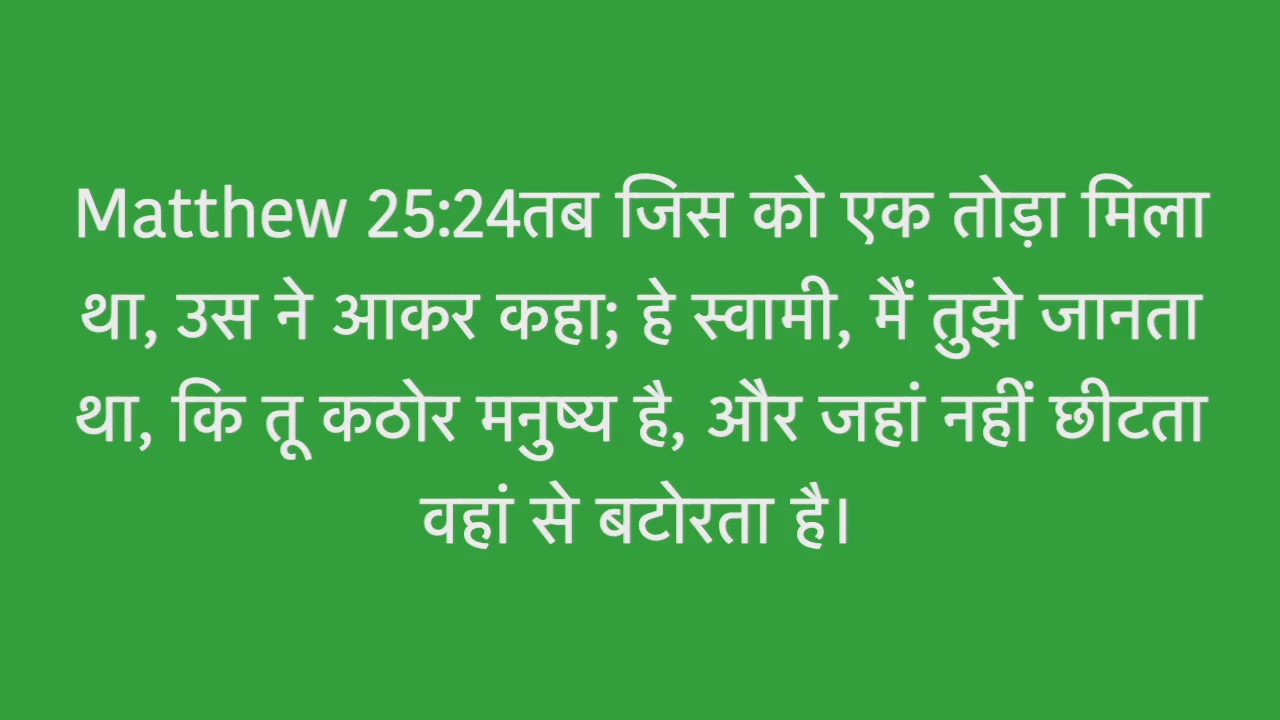 Matthew 25:24तब जिस को एक तोड़ा मिला
था, उस ने आकर कहा; हे स्वामी, मैं तुझे जानता
था, कि तू कठोर मनुष्य है, और जहां नहीं छीटता
वहां से बटोरता है।